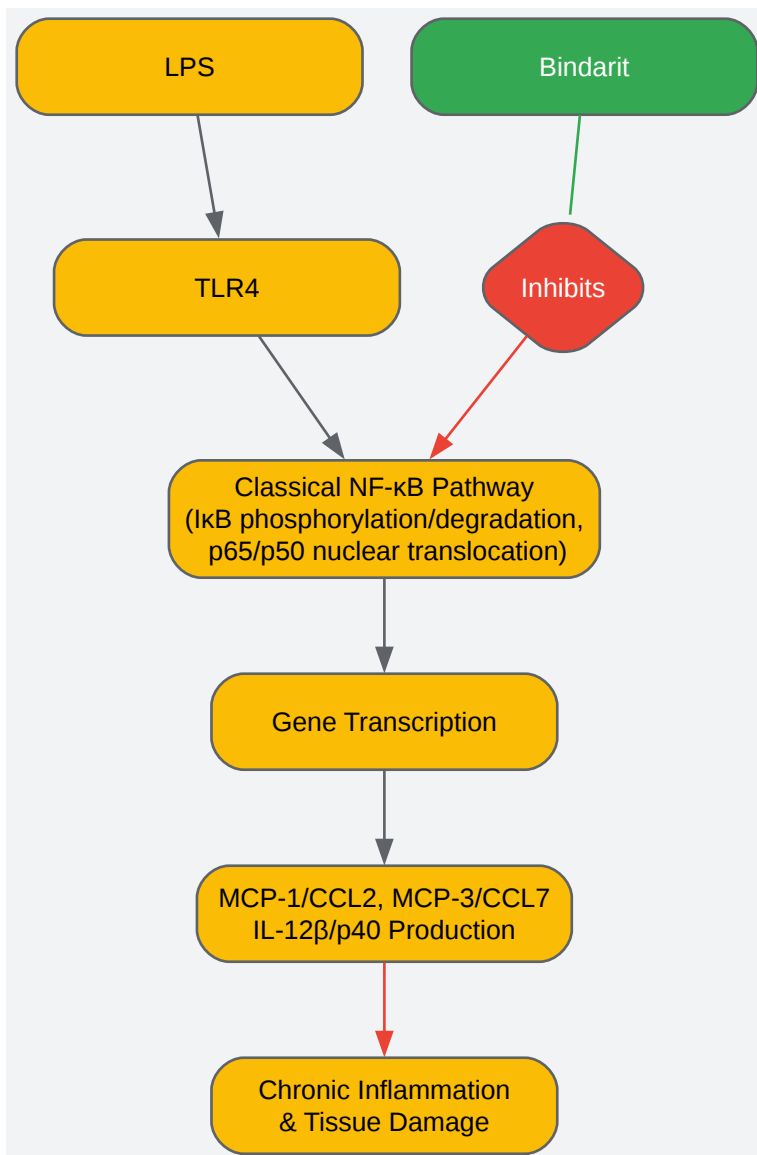 LPS
Bindarit
TLR4
Inhibits
Classical NF-κB Pathway
(IκB phosphorylation/degradation,
p65/p50 nuclear translocation)
Gene Transcription
MCP-1/CCL2, MCP-3/CCL7
IL-12β/p40 Production
Chronic Inflammation
& Tissue Damage